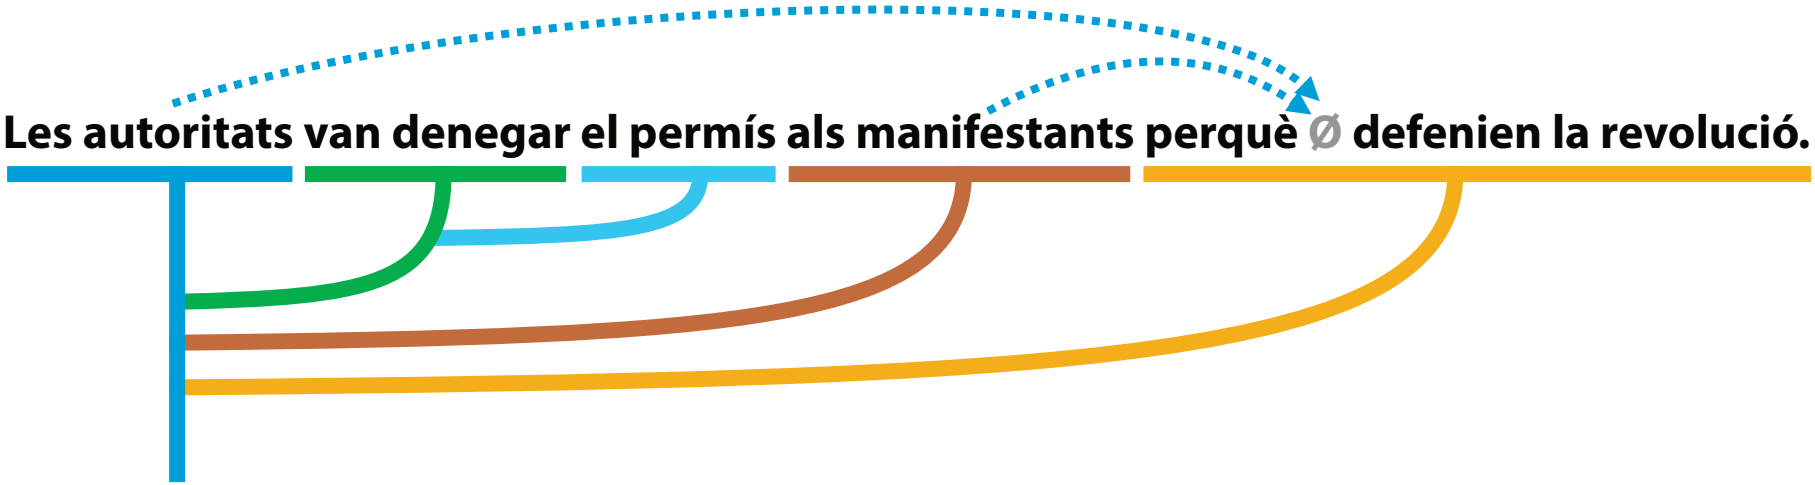 Les autoritats van denegar el permís als manifestants perquè Ø defenien la revolució.